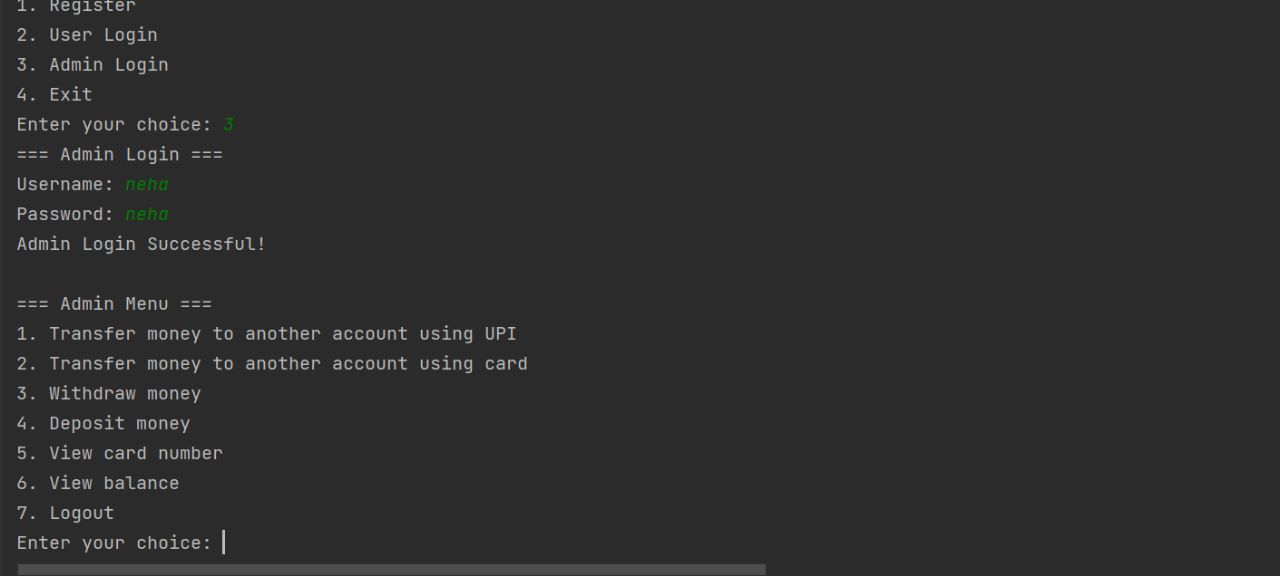 1. Register
2. User Login
3. Admin Login
4. Exit
Enter your choice: 3
=== Admin Login ===
Username: neha
Password: neha
Admin Login Successful!
=== Admin Menu ===
1. Transfer money to another account using UPI
2. Transfer money to another account using card
3. Withdraw money
4. Deposit money
5. View card number
6. View balance
7. Logout
Enter your choice: